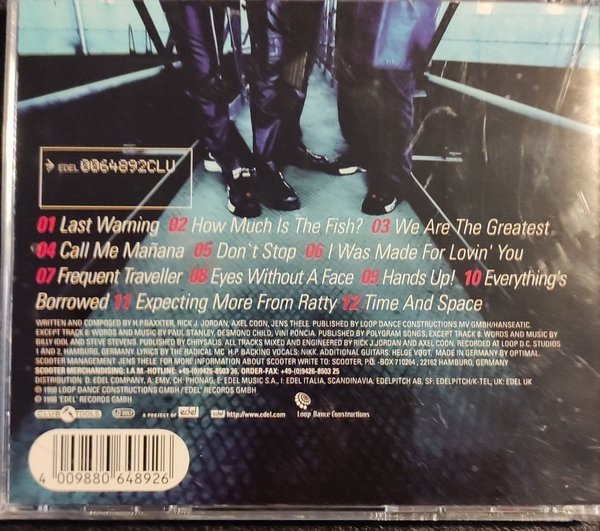 → EDEL 0064892CLU
01 Last Warning 02 How Much Is The Fish? 03 We Are The Greatest
04 Call Me Mañana 05 Don`t Stop 06 I Was Made For Lovin' You
07 Frequent Traveller 08 Eyes Without A Face 09 Hands Up! 10 Everything's
Borrowed 11 Expecting More From Ratty 12 Time And Space
WRITTEN AND COMPOSED BY H.P.BAXXTER, RICK J.JORDAN, AXEL COON, JENS THELE. PUBLISHED BY LOOP DANCE CONSTRUCTIONS MV GMBH/HANSEATIC.
EXCEPT TRACK 6. WORDS AND MUSIC BY PAUL STANLEY, DESMOND CHILD, VINI PONCIA. PUBLISHED BY POLYGRAM SONGS, EXCEPT TRACK 8. WORDS AND MUSIC BY
BILLY IDOL AND STEVE STEVENS. PUBLISHED BY CHRYSALIS. ALL TRACKS MIXED AND ENGINEERED BY RICK J.JORDAN AND AXEL COON, RECORDED AT LOOP D.C. STUDIOS
1 AND 2, HAMBURG, GERMANY. LYRICS BY THE RADICAL MC H.P. BACKING VOCALS: NIKK. ADDITIONAL GUITARS: HELGE VOGT. MADE IN GERMANY BY OPTIMAL.
SCOOTER MANAGEMENT: JENS THELE. FOR MORE INFORMATION ABOUT SCOOTER WRITE TO: SCOOTER, P.O. -BOX 710264 , 22162 HAMBURG, GERMANY
SCOOTER MERCHANDISING: I.A.M.-HOTLINE: +49-(0)9426-8503 36, ORDER-FAX: +49-(0)9426-8503 25
DISTRIBUTION: D. EDEL COMPANY, A: EMV, CH: PHONAG, E: EDEL MUSIC S.A., I: EDEL ITALIA, SCANDINAVIA: EDELPITCH AB, SF: EDELPITCH/K-TEL, UK: EDEL UK
℗ 1998 LOOP DANCE CONSTRUCTIONS GMBH /'EDEL' RECORDS GMBH
© 1998 'EDEL' RECORDS GMBH
CLUB TOOLS A PROJECT OF edel edel http://www.edel.com Loop Dance Constructions
4 009880 648926